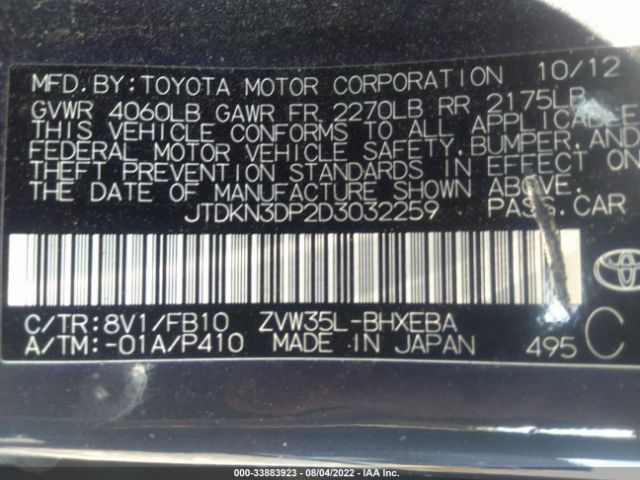 MFD. BY: TOYOTA MOTOR CORPORATION 10/12
GVWR 4060LB GAWR FR 2270LB RR 2175LB
THIS VEHICLE CONFORMS TO ALL APPLICABLE
FEDERAL MOTOR VEHICLE SAFETY, BUMPER, AND
THEFT PREVENTION STANDARDS IN EFFECT ON
THE DATE OF MANUFACTURE SHOWN ABOVE.
JTDKN3DP2D3032259 PASS. CAR
C/TR: 8V1/FB10 ZVW35L-BHXEBA
A/TM: -01A/P410 MADE IN JAPAN 495 C
000-33883923 - 08/04/2022 - IAA Inc.